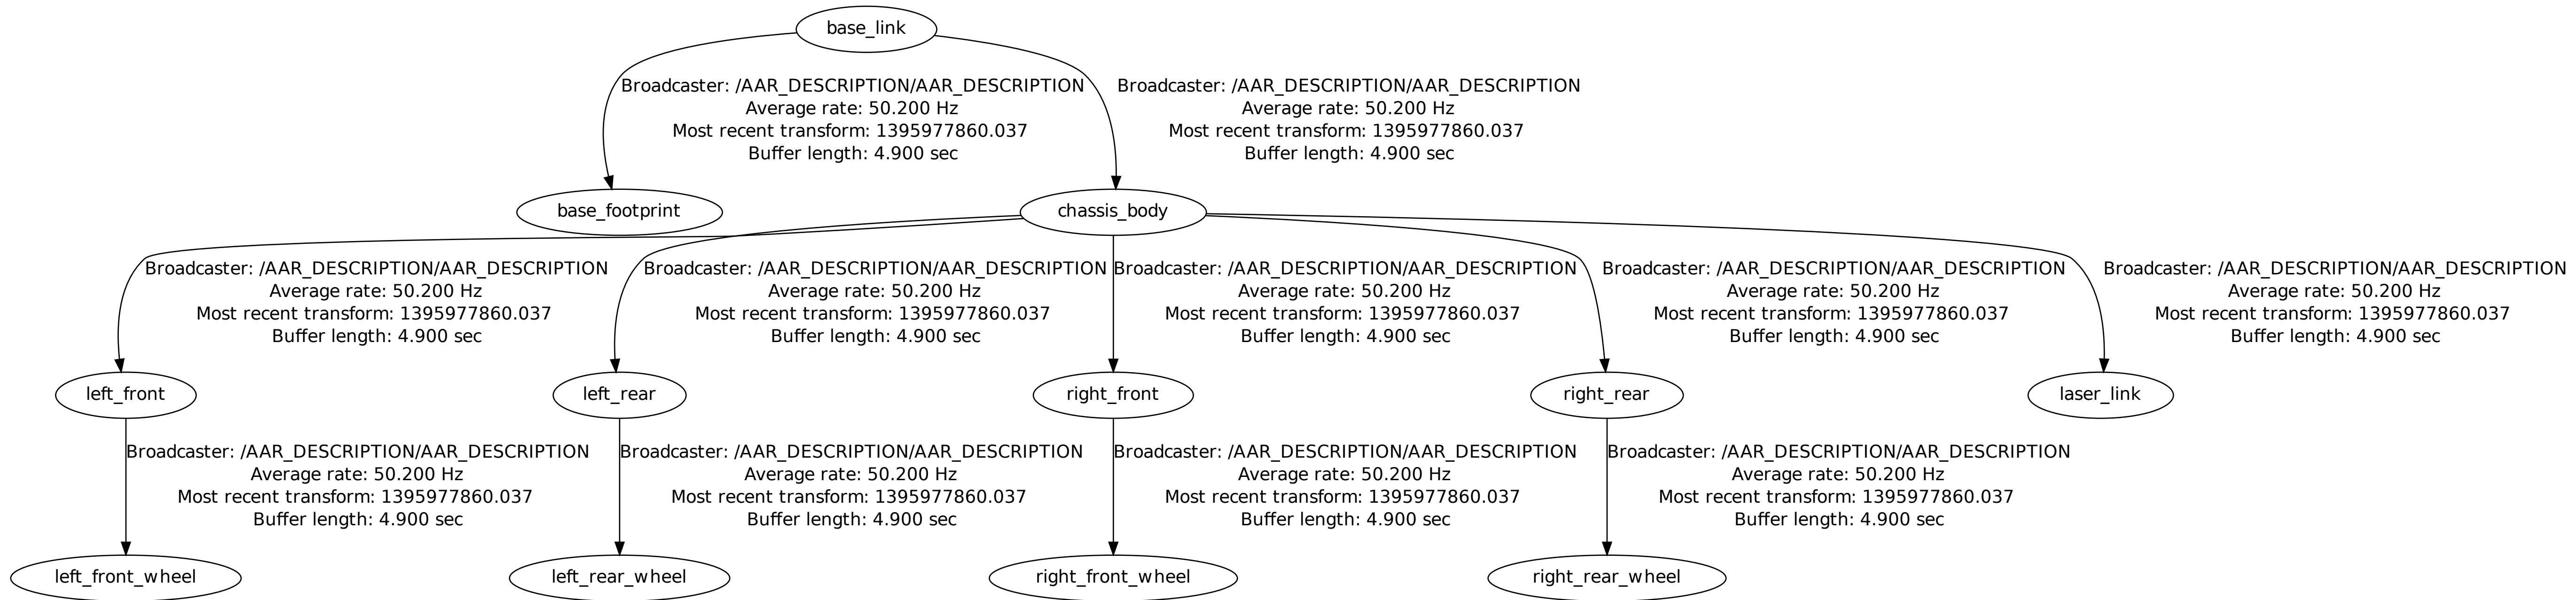 base_link
Broadcaster: /AAR_DESCRIPTION/AAR_DESCRIPTION
Average rate: 50.200 Hz
Most recent transform: 1395977860.037
Buffer length: 4.900 sec
Broadcaster: /AAR_DESCRIPTION/AAR_DESCRIPTION
Average rate: 50.200 Hz
Most recent transform: 1395977860.037
Buffer length: 4.900 sec
base_footprint
chassis_body
Broadcaster: /AAR_DESCRIPTION/AAR_DESCRIPTION
Average rate: 50.200 Hz
Most recent transform: 1395977860.037
Buffer length: 4.900 sec
Broadcaster: /AAR_DESCRIPTION/AAR_DESCRIPTION
Average rate: 50.200 Hz
Most recent transform: 1395977860.037
Buffer length: 4.900 sec
Broadcaster: /AAR_DESCRIPTION/AAR_DESCRIPTION
Average rate: 50.200 Hz
Most recent transform: 1395977860.037
Buffer length: 4.900 sec
Broadcaster: /AAR_DESCRIPTION/AAR_DESCRIPTION
Average rate: 50.200 Hz
Most recent transform: 1395977860.037
Buffer length: 4.900 sec
Broadcaster: /AAR_DESCRIPTION/AAR_DESCRIPTION
Average rate: 50.200 Hz
Most recent transform: 1395977860.037
Buffer length: 4.900 sec
left_front
left_rear
right_front
right_rear
laser_link
Broadcaster: /AAR_DESCRIPTION/AAR_DESCRIPTION
Average rate: 50.200 Hz
Most recent transform: 1395977860.037
Buffer length: 4.900 sec
Broadcaster: /AAR_DESCRIPTION/AAR_DESCRIPTION
Average rate: 50.200 Hz
Most recent transform: 1395977860.037
Buffer length: 4.900 sec
Broadcaster: /AAR_DESCRIPTION/AAR_DESCRIPTION
Average rate: 50.200 Hz
Most recent transform: 1395977860.037
Buffer length: 4.900 sec
Broadcaster: /AAR_DESCRIPTION/AAR_DESCRIPTION
Average rate: 50.200 Hz
Most recent transform: 1395977860.037
Buffer length: 4.900 sec
left_front_wheel
left_rear_wheel
right_front_wheel
right_rear_wheel